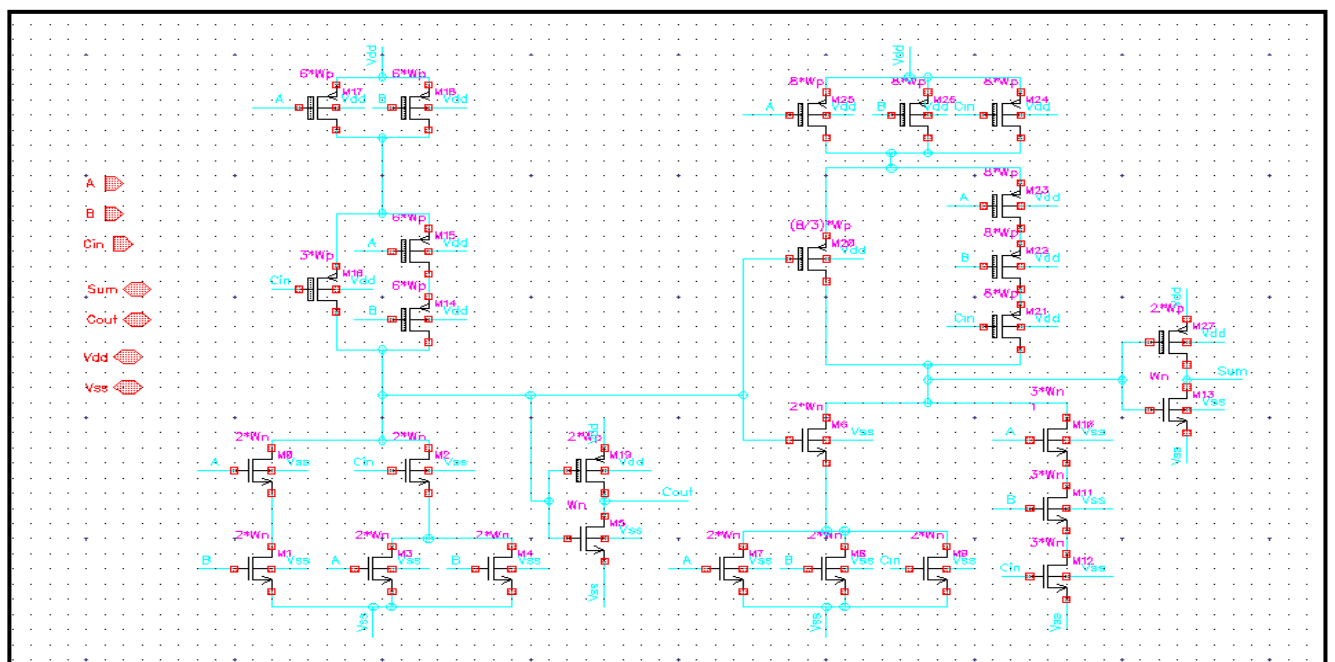 Vdd
Vdd
6*Wp 6*Wp
8*Wp 8*Wp 8*Wp
A M17 Vdd B Vdd
A M25 Vdd B Vdd Cin M24 Vdd
A
B
Cin
Sum
Cout
Vdd
Vss
8*Wp
A M23 Vdd
6*Wp
A M15 Vdd
(8/3)*Wp
M20 Vdd
8*Wp
B M22 Vdd
3*Wp
Cin Vdd
6*Wp
B M14 Vdd
8*Wp
Cin M21 Vdd
Vdd
2*Wp
M27
Vdd
Wn
Sum
M13
Vss
Vss
2*Wn 2*Wn
A M0 Vss Cin M2 Vss
Vdd
2*Wp
M19 Vdd
Cout
Wn
M5
Vss
Vss
2*Wn
M6 Vss
3*Wn
A M10 Vss
3*Wn
B M11 Vss
3*Wn
Cin M12 Vss
Vss
2*Wn 2*Wn 2*Wn
B M1 Vss A M3 Vss B M4 Vss
Vss
2*Wn 2*Wn 2*Wn
A M7 Vss B Vss Cin Vss
Vss